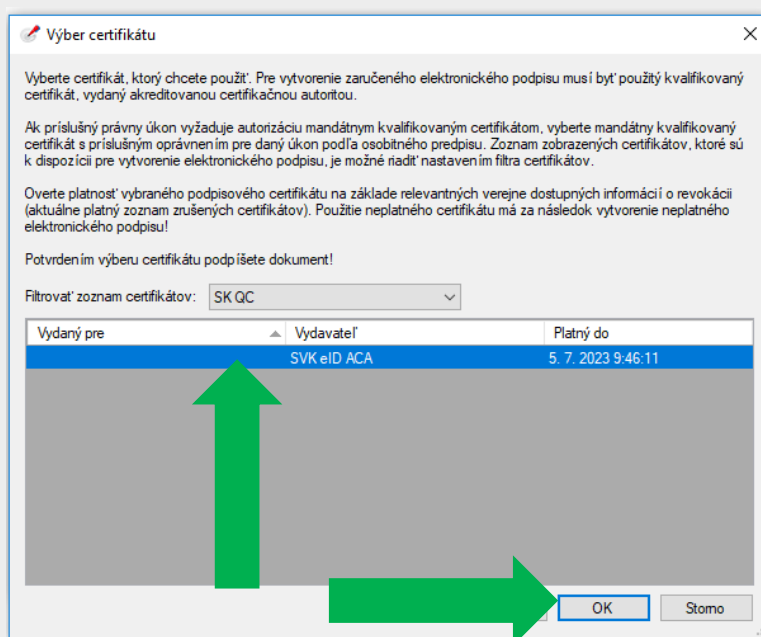 Výber certifikátu
Vyberte certifikát, ktorý chcete použiť. Pre vytvorenie zaručeného elektronického podpisu musí byť použitý kvalifikovaný
certifikát, vydaný akreditovanou certifikačnou autoritou.
Ak príslušný právny úkon vyžaduje autorizáciu mandátnym kvalifikovaným certifikátom, vyberte mandátny kvalifikovaný
certifikát s príslušným oprávnením pre daný úkon podľa osobitného predpisu. Zoznam zobrazených certifikátov, ktoré sú
k dispozícii pre vytvorenie elektronického podpisu, je možné riadiť nastavením filtra certifikátov.
Overte platnosť vybraného podpisového certifikátu na základe relevantných verejne dostupných informácií o revokácii
(aktuálne platný zoznam zrušených certifikátov). Použitie neplatného certifikátu má za následok vytvorenie neplatného
elektronického podpisu!
Potvrdením výberu certifikátu podpíšete dokument!
Filtrovať zoznam certifikátov: SK QC
Vydaný pre Vydavateľ Platný do
SVK eID ACA 5. 7. 2023 9:46:11
OK Storno